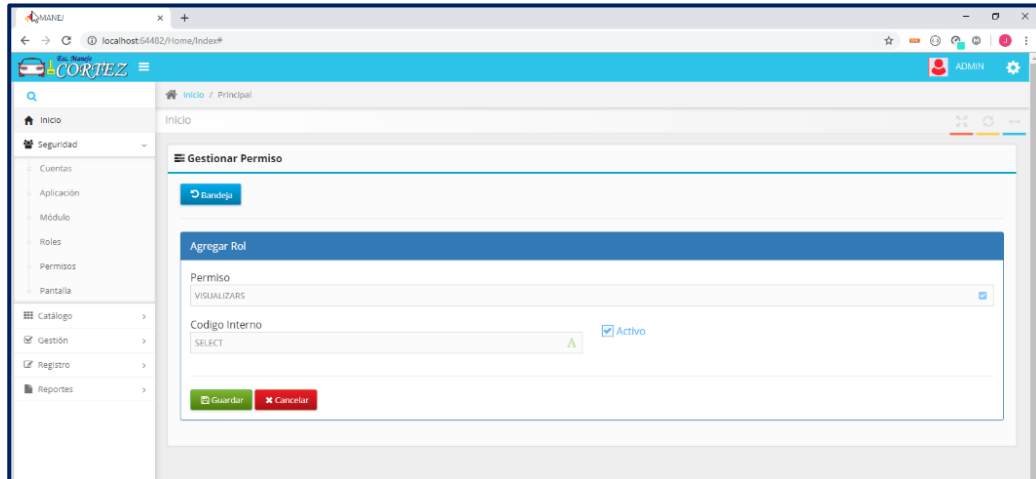 MANEJ
localhost:64482/Home/Index#
Esc. Manejo
CORTEZ
ADMIN
Inicio / Principal
Inicio
Inicio
Seguridad
Cuentas
Aplicación
Módulo
Roles
Permisos
Pantalla
Catálogo
Gestión
Registro
Reportes
Gestionar Permiso
Bandeja
Agregar Rol
Permiso
VISUALIZARS
Codigo Interno
SELECT
Activo
Guardar
Cancelar